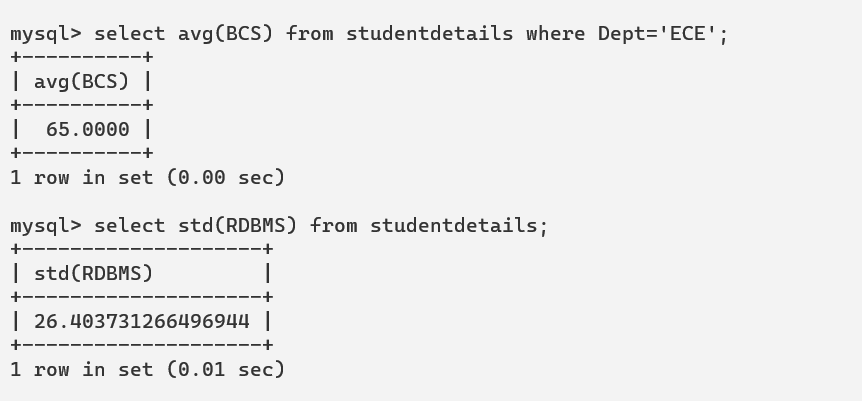 mysql> select avg(BCS) from studentdetails where Dept='ECE';
+----------+
| avg(BCS) |
+----------+
|  65.0000 |
+----------+
1 row in set (0.00 sec)

mysql> select std(RDBMS) from studentdetails;
+--------------------+
| std(RDBMS)         |
+--------------------+
| 26.403731266496944 |
+--------------------+
1 row in set (0.01 sec)